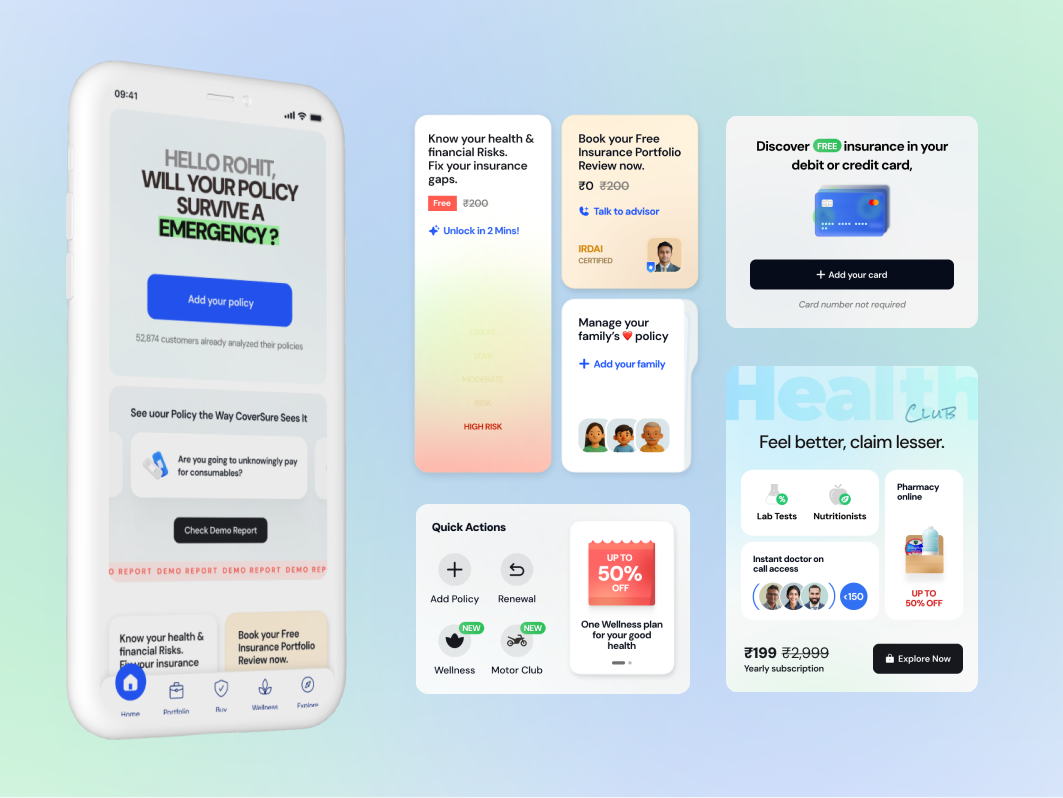 09:41
HELLO ROHIT,
WILL YOUR POLICY
SURVIVE A
EMERGENCY ?
Add your policy
52,874 customers already analyzed their policies
See uour Policy the Way CoverSure Sees It
Are you going to unknowingly pay
for consumables?
Check Demo Report
O REPORT DEMO REPORT DEMO REPORT DEMO REP
Know your health &
financial Risks.
Fix your insurance
Book your Free
Insurance Portfolio
Review now.
Home
Portfolio
Buy
Wellness
Explore
Know your health &
financial Risks.
Fix your insurance
gaps.
Free ₹200
Unlock in 2 Mins!
GREAT
LOW
MODERATE
RISK
HIGH RISK
Book your Free
Insurance Portfolio
Review now.
₹0 ₹200
Talk to advisor
IRDAI
CERTIFIED
Manage your
family's ❤️ policy
+ Add your family
Quick Actions
Add Policy
Renewal
NEW
NEW
Wellness
Motor Club
UP TO
50%
OFF
One Wellness plan
for your good
health
Discover FREE insurance in your
debit or credit card,
+ Add your card
Card number not required
Health
CLUB
Feel better, claim lesser.
%
Lab Tests
Nutritionists
Pharmacy
online
UP TO
50% OFF
Instant doctor on
call access
<150
₹199 ₹2,999
Yearly subscription
Explore Now